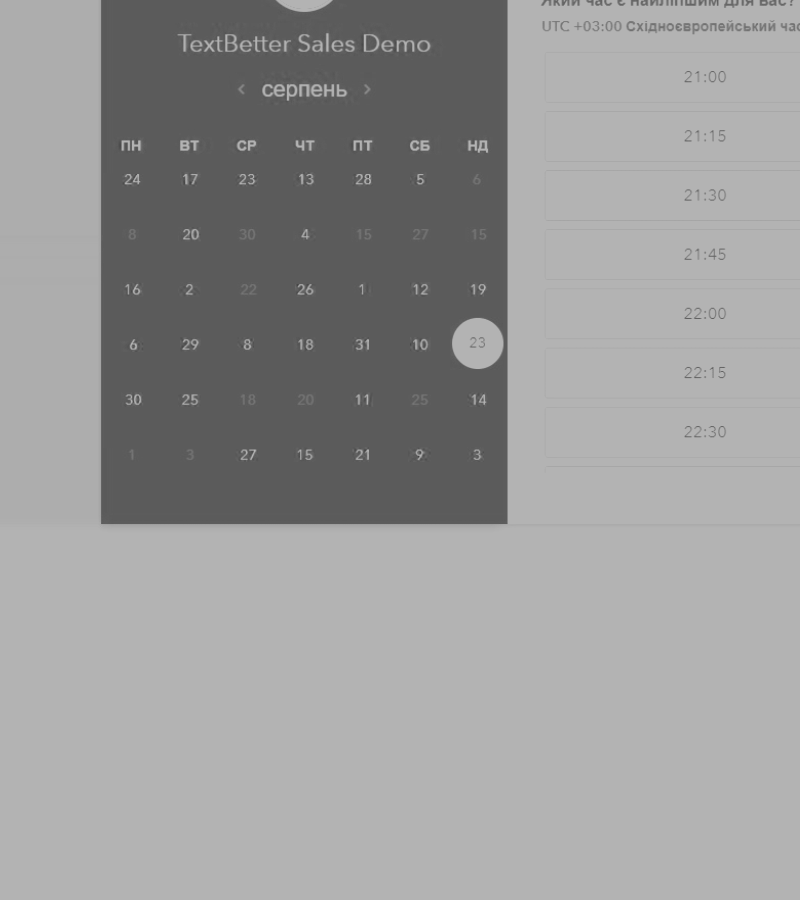 Який час є найліпшим для вас?
UTC +03:00 Східноєвропейський час
TextBetter Sales Demo
‹ серпень ›
ПН ВТ СР ЧТ ПТ СБ НД
24 17 23 13 28 5 6
8 20 30 4 15 27 15
16 2 22 26 1 12 19
6 29 8 18 31 10 23
30 25 18 20 11 25 14
1 3 27 15 21 9 3
21:00
21:15
21:30
21:45
22:00
22:15
22:30